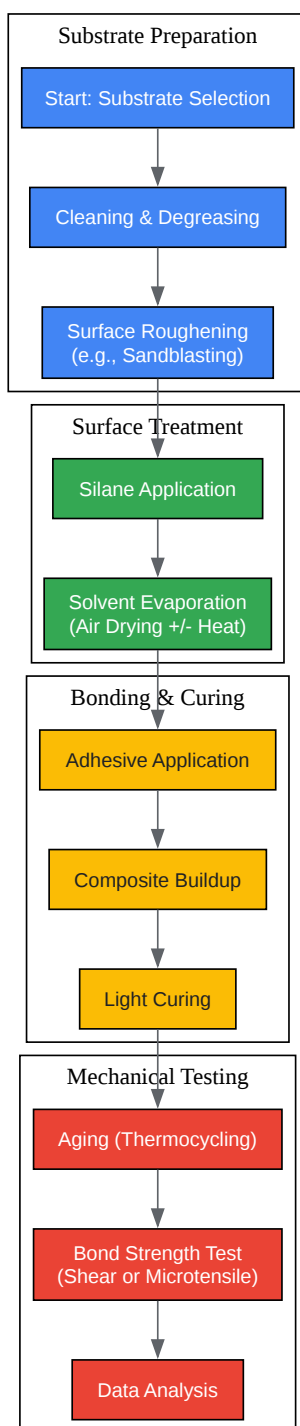 Substrate Preparation
Start: Substrate Selection
Cleaning & Degreasing
Surface Roughening
(e.g., Sandblasting)
Surface Treatment
Silane Application
Solvent Evaporation
(Air Drying +/- Heat)
Bonding & Curing
Adhesive Application
Composite Buildup
Light Curing
Mechanical Testing
Aging (Thermocycling)
Bond Strength Test
(Shear or Microtensile)
Data Analysis